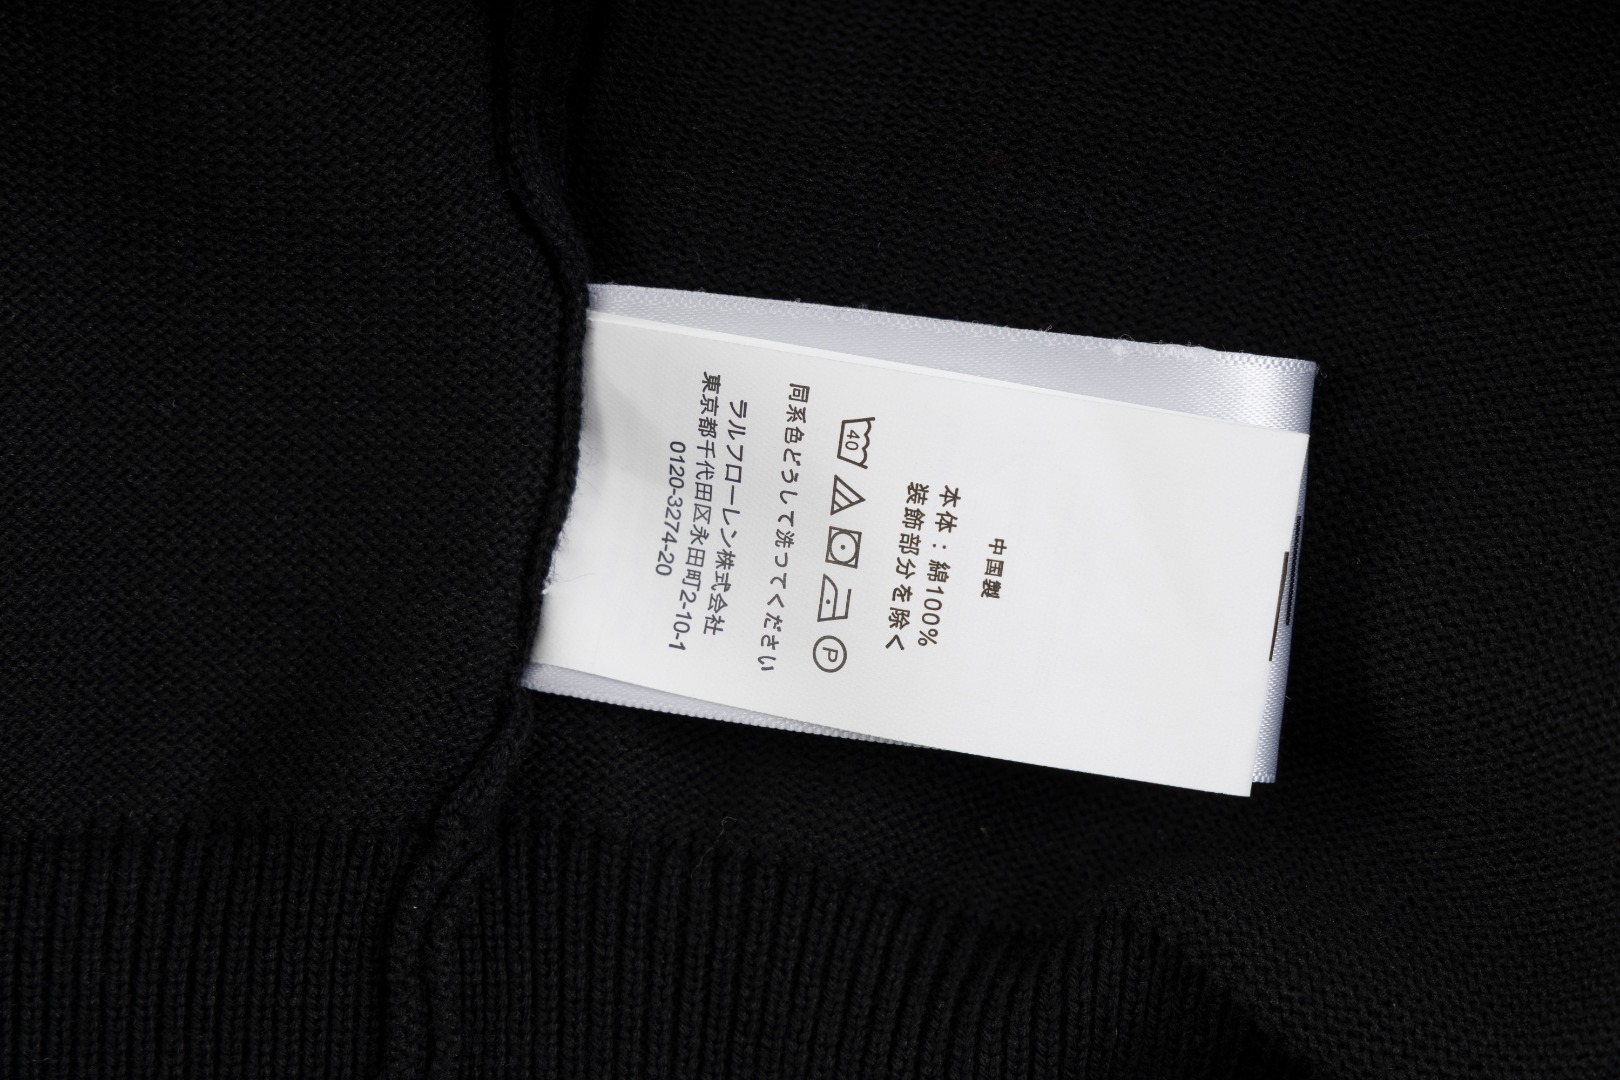 中国製
本体：綿100%
装飾部分を除く
40
P
同系色どうして洗ってください
ラルフローレン株式会社
東京都千代田区永田町2-10-1
0120-3274-20